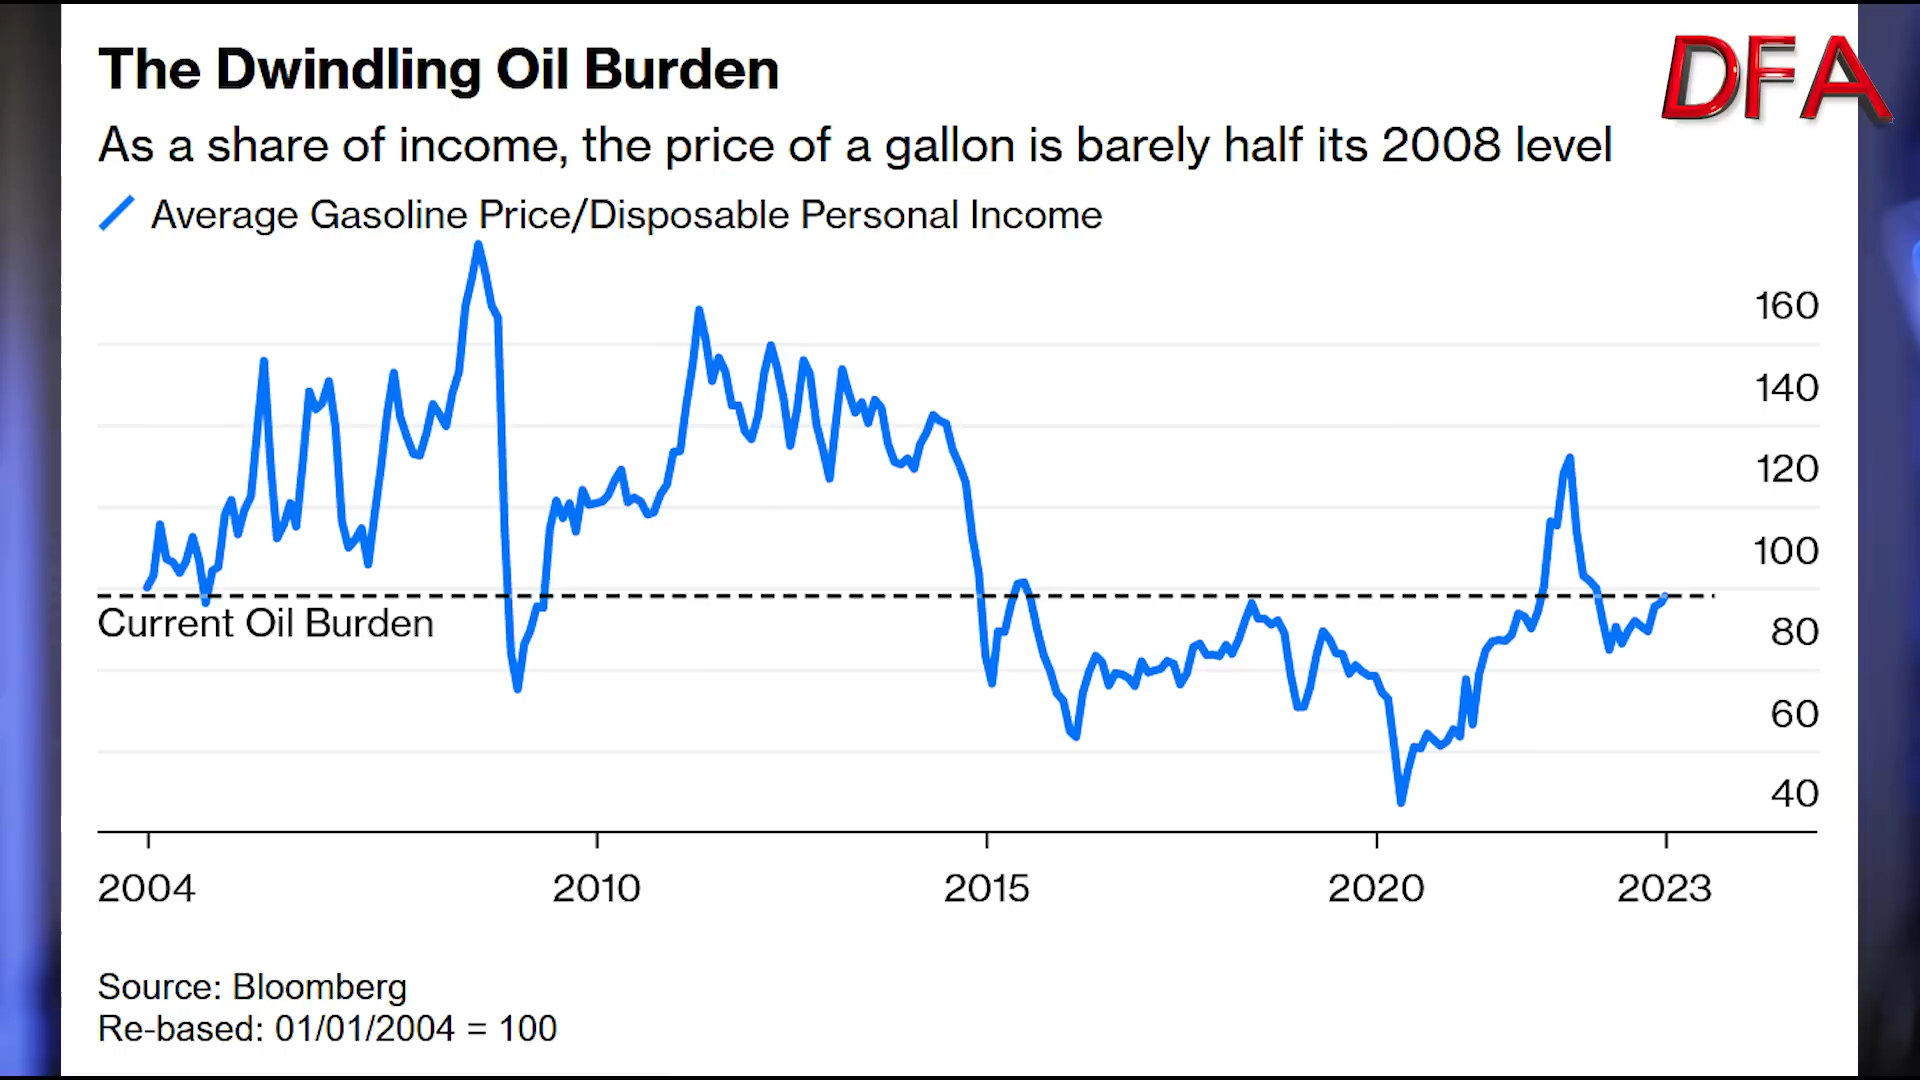 The Dwindling Oil Burden
DFA
As a share of income, the price of a gallon is barely half its 2008 level
Average Gasoline Price/Disposable Personal Income
160
140
120
100
80
60
40
Current Oil Burden
2004 2010 2015 2020 2023
Source: Bloomberg
Re-based: 01/01/2004 = 100